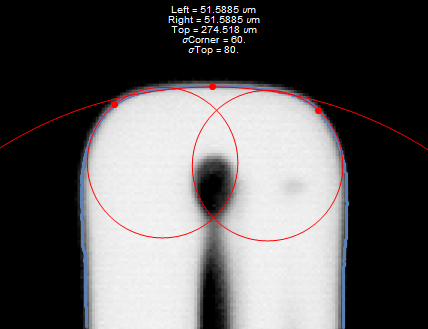 Left = 51.5885 υm
Right = 51.5885 υm
Top = 274.518 υm
σCorner = 60.
σTop = 80.